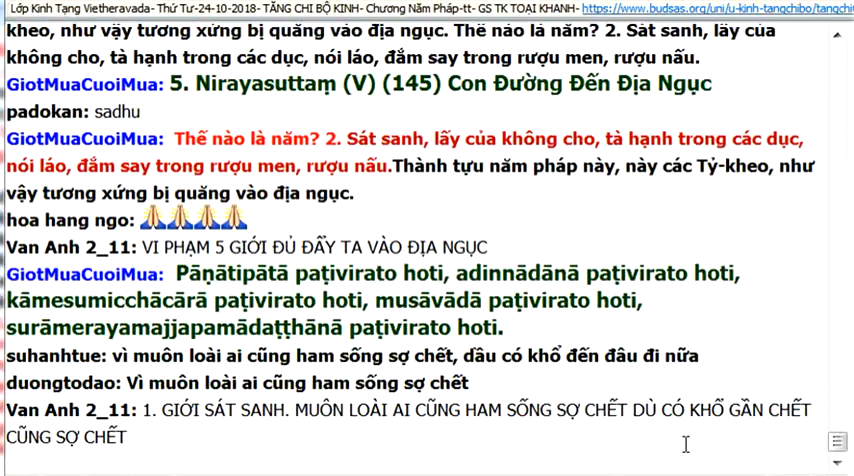 Lớp Kinh Tạng Vietheravada- Thứ Tư-24-10-2018- TĂNG CHI BỘ KINH- Chương Năm Pháp-tt- GS TK TOẠI KHANH- https://www.budsas.org/uni/u-kinh-tangchibo/tangchi
kheo, như vậy tương xứng bị quăng vào địa ngục. Thế nào là năm? 2. Sát sanh, lấy của
không cho, tà hạnh trong các dục, nói láo, đắm say trong rượu men, rượu nấu.
GiotMuaCuoiMua: 5. Nirayasuttaṃ (V) (145) Con Đường Đến Địa Ngục
padokan: sadhu
GiotMuaCuoiMua: Thế nào là năm? 2. Sát sanh, lấy của không cho, tà hạnh trong các dục,
nói láo, đắm say trong rượu men, rượu nấu.Thành tựu năm pháp này, này các Tỷ-kheo, như
vậy tương xứng bị quăng vào địa ngục.
hoa hang ngo: 🙏🙏🙏🙏
Van Anh 2_11: VI PHẠM 5 GIỚI ĐỦ ĐẨY TA VÀO ĐỊA NGỤC
GiotMuaCuoiMua: Pāṇātipātā paṭivirato hoti, adinnādānā paṭivirato hoti,
kāmesumicchācārā paṭivirato hoti, musāvādā paṭivirato hoti,
surāmerayamajjapamādaṭṭhānā paṭivirato hoti.
suhanhtue: vì muôn loài ai cũng ham sống sợ chết, dầu có khổ đến đâu đi nữa
duongtodao: Vì muôn loài ai cũng ham sống sợ chết
Van Anh 2_11: 1. GIỚI SÁT SANH. MUÔN LOÀI AI CŨNG HAM SỐNG SỢ CHẾT DÙ CÓ KHỔ GẦN CHẾT
CŨNG SỢ CHẾT